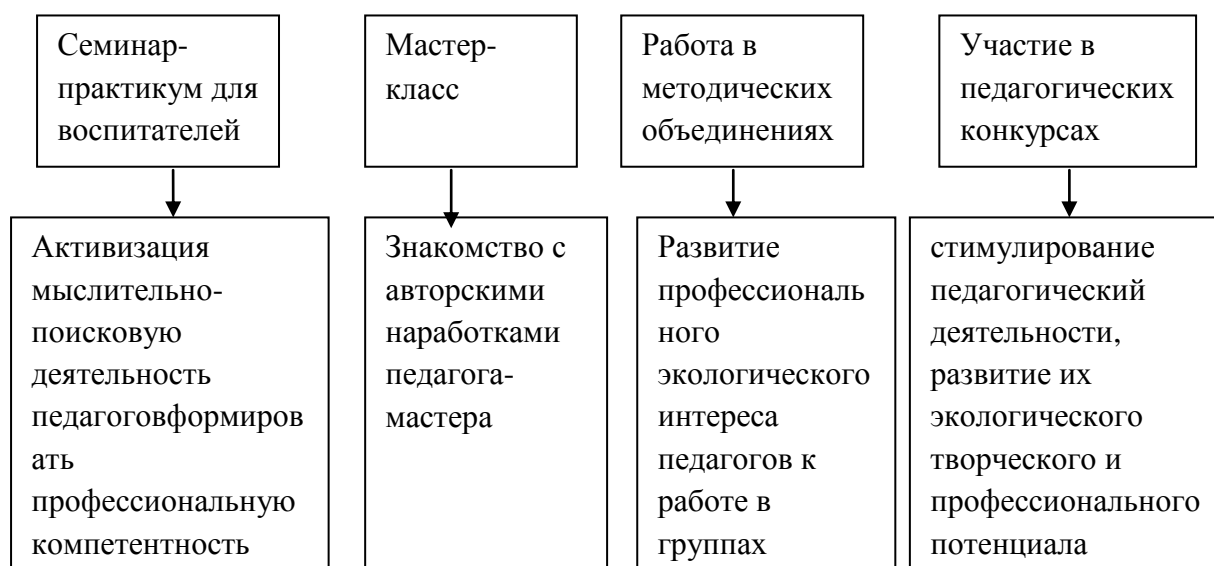 Семинар-
практикум для
воспитателей
Мастер-
класс
Работа в
методических
объединениях
Участие в
педагогических
конкурсах
Активизация
мыслительно-
поисковую
деятельность
педагоговформиров
ать
профессиональную
компетентность
Знакомство с
авторскими
наработками
педагога-
мастера
Развитие
профессиональ
ного
экологического
интереса
педагогов к
работе в
группах
стимулирование
педагогический
деятельности,
развитие их
экологического
творческого и
профессионального
потенциала